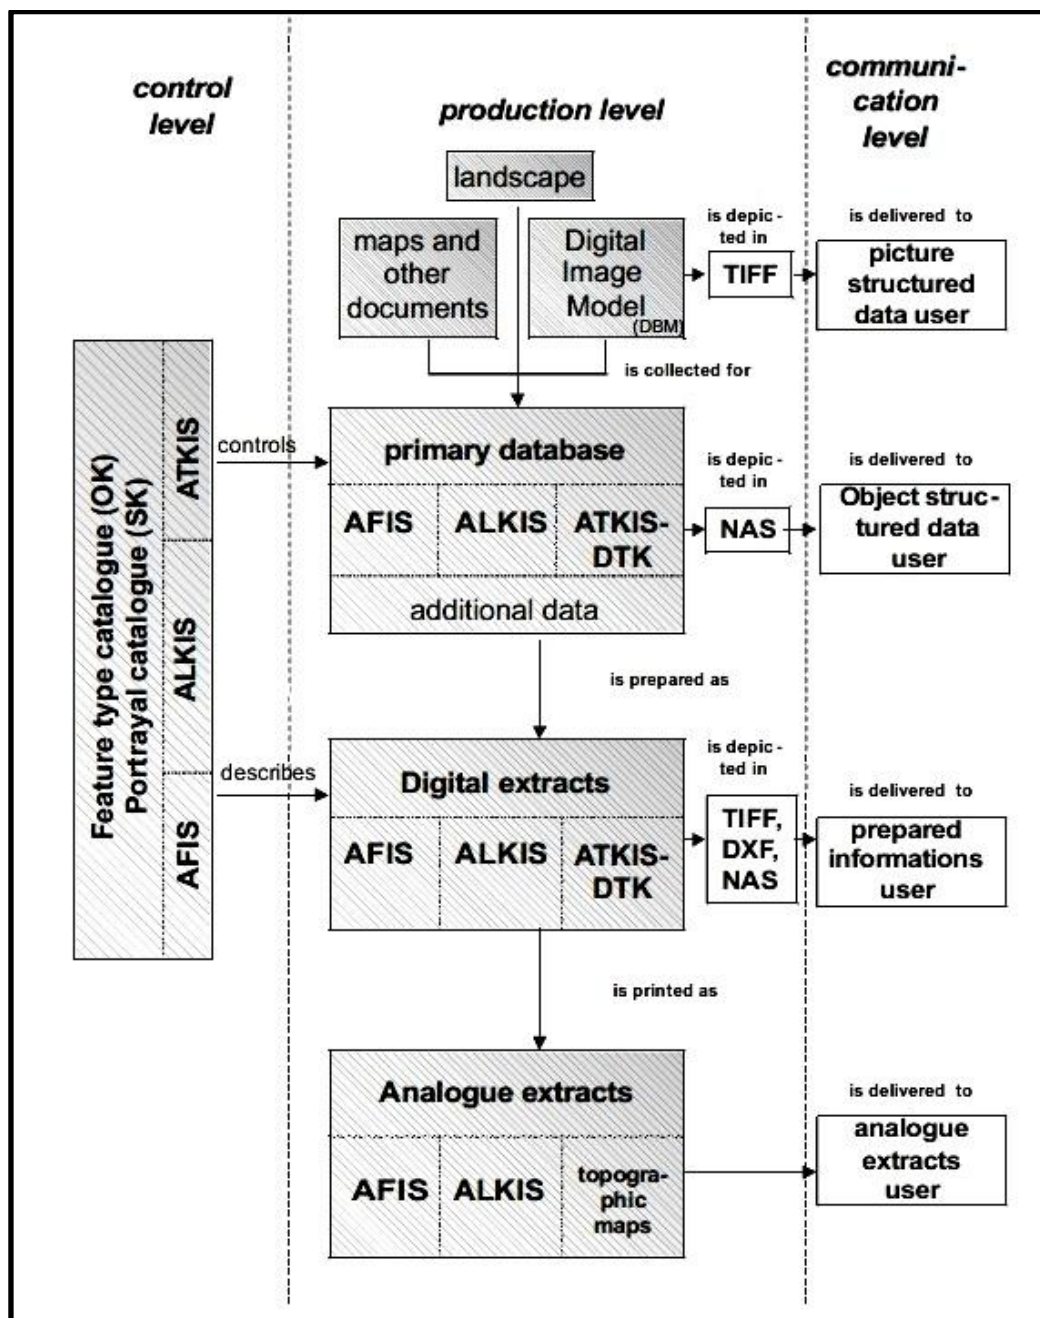 control
level
production level
communi-
cation
level
landscape
maps and
other
documents
Digital
Image
Model
(DBM)
is depic-
ted in
TIFF
is delivered to
picture
structured
data user
is collected for
Feature type catalogue (OK)
Portrayal catalogue (SK)
ATKIS
ALKIS
AFIS
controls
primary database
AFIS
ALKIS
ATKIS-
DTK
additional data
is depic-
ted in
NAS
is delivered to
Object struc-
tured data
user
is prepared as
describes
Digital extracts
AFIS
ALKIS
ATKIS-
DTK
is depic-
ted in
TIFF,
DXF,
NAS
is delivered to
prepared
informations
user
is printed as
Analogue extracts
AFIS
ALKIS
topogra-
phic
maps
is delivered to
analogue
extracts
user